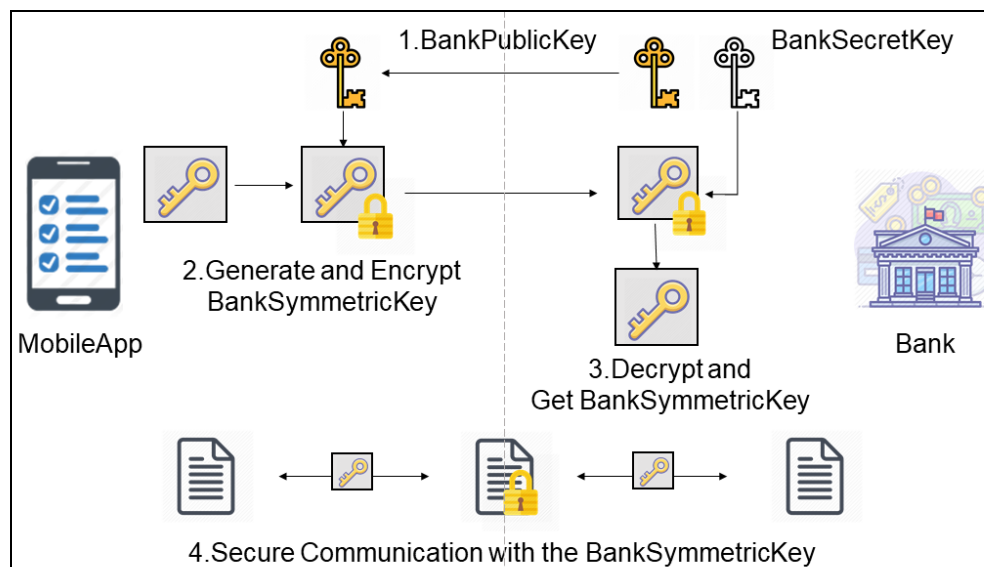 1.BankPublicKey
BankSecretKey
2.Generate and Encrypt
BankSymmetricKey
MobileApp
Bank
3.Decrypt and
Get BankSymmetricKey
4.Secure Communication with the BankSymmetricKey